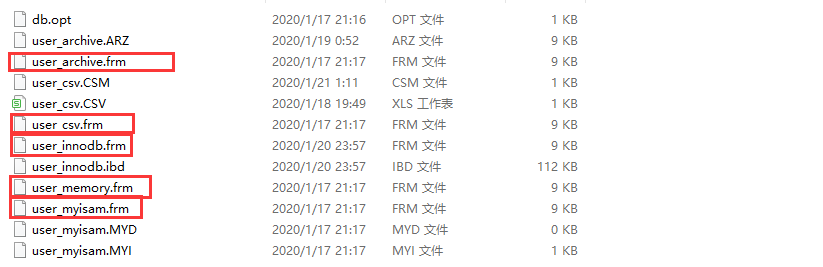 db.opt 2020/1/17 21:16 OPT 文件 1 KB
user_archive.ARZ 2020/1/19 0:52 ARZ 文件 9 KB
user_archive.frm 2020/1/17 21:17 FRM 文件 9 KB
user_csv.CSM 2020/1/21 1:11 CSM 文件 1 KB
user_csv.CSV 2020/1/18 19:49 XLS 工作表 1 KB
user_csv.frm 2020/1/17 21:17 FRM 文件 9 KB
user_innodb.frm 2020/1/20 23:57 FRM 文件 9 KB
user_innodb.ibd 2020/1/20 23:57 IBD 文件 112 KB
user_memory.frm 2020/1/17 21:17 FRM 文件 9 KB
user_myisam.frm 2020/1/17 21:17 FRM 文件 9 KB
user_myisam.MYD 2020/1/17 21:17 MYD 文件 0 KB
user_myisam.MYI 2020/1/17 21:17 MYI 文件 1 KB